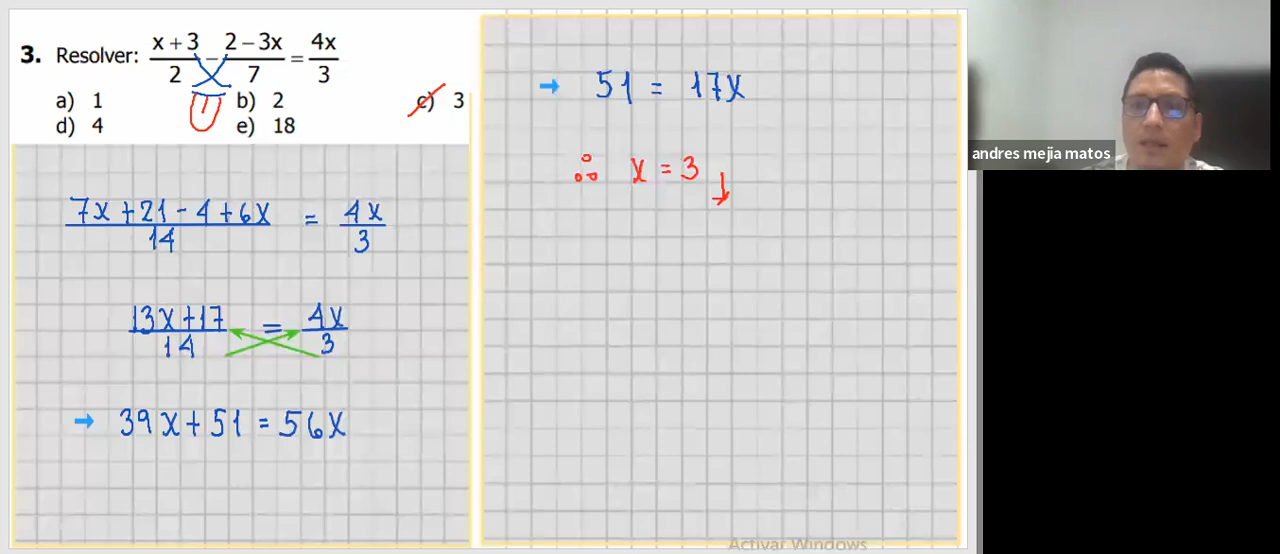 3. Resolver: (x + 3)/2 - (2 - 3x)/7 = 4x/3
a) 1 b) 2 c) 3
d) 4 e) 18
(7x + 21 - 4 + 6x)/14 = 4x/3
(13x + 17)/14 = 4x/3
→ 39x + 51 = 56x
→ 51 = 17x
∴ x = 3
andres mejia matos
Activar Windows